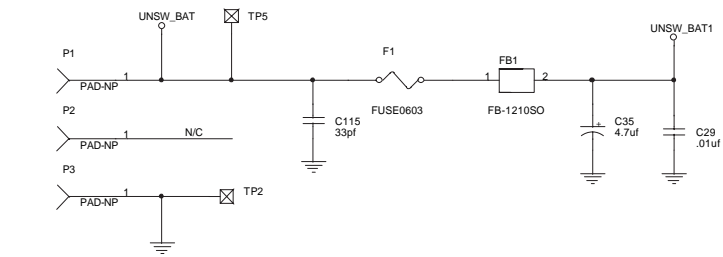 UNSW_BAT
TP5
UNSW_BAT1
P1
F1
FB1
1
PAD-NP
1
2
P2
C115
33pf
FUSE0603
FB-1210SO
C35
4.7uf
+
C29
.01uf
1
N/C
PAD-NP
P3
1
TP2
PAD-NP